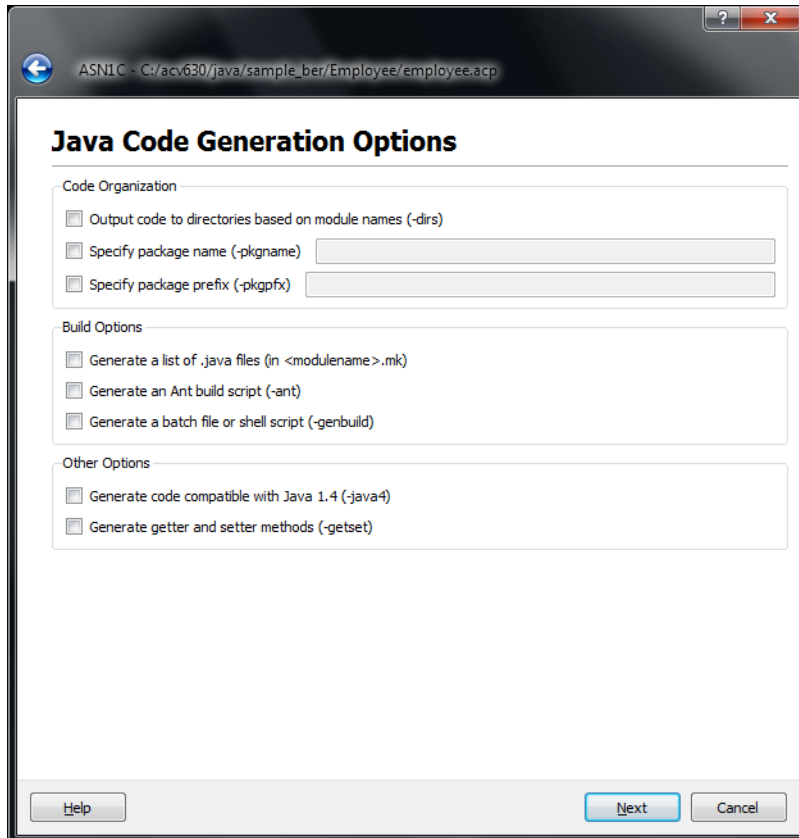 ASN1C - C:/acv630/java/sample_ber/Employee/employee.acp
Java Code Generation Options
Code Organization
Output code to directories based on module names (-dirs)
Specify package name (-pkgname)
Specify package prefix (-pkgpfx)
Build Options
Generate a list of .java files (in <modulename>.mk)
Generate an Ant build script (-ant)
Generate a batch file or shell script (-genbuild)
Other Options
Generate code compatible with Java 1.4 (-java4)
Generate getter and setter methods (-getset)
Help
Next
Cancel